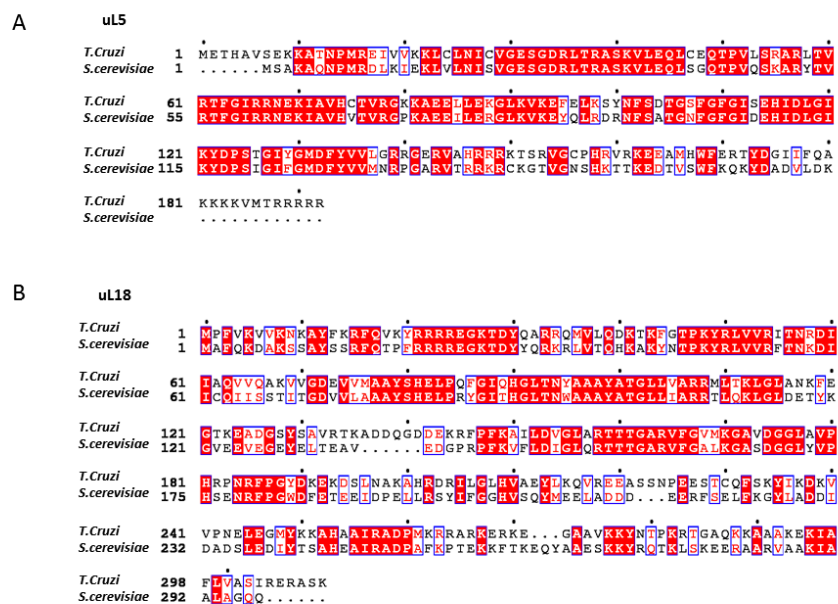 A
uL5
T.Cruzi 1 METHAVSEKKATNPMREIVVKKLCLNICVGESGDRLTRASKVLEQLCEQTPVLSRARLTV
S.cerevisiae 1 ......MSAKAQNPMRDLKIEKLVLNISVGESGDRLTRASKVLEQLSGQTPVQSKARYTV
T.Cruzi 61 RTFGIRRNEKIAVHCTVRGKKAEELLEKGLKVKEFELKSYNFSDTGSFGFGISEHIDLGI
S.cerevisiae 55 RTFGIRRNEKIAVHVTVRGPKAEEILERGLKVKEYQLRDRNFSATGNFGFGIDEHIDLGI
T.Cruzi 121 KYDPSTGIYGMDFYVVLGRRGERVAHRRRKTSRVGCPHRVRKEEAMHWFERTYDGIIFQA
S.cerevisiae 115 KYDPSIGIFGMDFYVVMNRPGARVTRRKRCKGTVGNSHKTTKEDTVSWFKQKYDADVLDK
T.Cruzi 181 KKKKVMTRRRRR
S.cerevisiae ............
B
uL18
T.Cruzi 1 MPFVKVVKNKAYFKRFQVKYRRRREGKTDYQARRQMVLQDKTKFGTPKYRLVVRITNRDI
S.cerevisiae 1 MAFQKDAKSSAYSSRFQTPFRRRREGKTDYYQRKRLVTQHKAKYNTPKYRLVVRFTNKDI
T.Cruzi 61 IAQVVQAKVVGDEVVMAAYSHELPQFGIQHGLTNYAAAYATGLLVARRMLTKLGLANKFE
S.cerevisiae 61 ICQIISSTITGDVVLAAAYSHELPRYGITHGLTNWAAAYATGLLIARRTLQKLGLDETYK
T.Cruzi 121 GTKEADGSYSAVRTKADDQGDDEKRFPFKAILDVGLARTTTGARVFGVMKGAVDGGLAVP
S.cerevisiae 121 GVEEVEGEYELTEAV......EDGPRPFKVFLDIGLQRTTTGARVFGALKGASDGGLYVP
T.Cruzi 181 HRPNRFPGYDKEKDSLNAKAHRDRILGLHVAEYLKQVREEASSNPEESTCQFSKYIKDKV
S.cerevisiae 175 HSENRFPGWDFETEEIDPELLRSYIFGGHVSQYMEELADDD...EERFSELFKGYLADDI
T.Cruzi 241 VPNELEGMYKKAHAAIRADPMKRRARKERKE...GAAVKKYNTPKRTGAQKKAAAKEKIA
S.cerevisiae 232 DADSLEDIYTSAHEAIRADPAFKPTEKKFTKEQYAAESKKYRQTKLSKEERAARVAAKIA
T.Cruzi 298 FLVASIRERASK
S.cerevisiae 292 ALAGQQ......